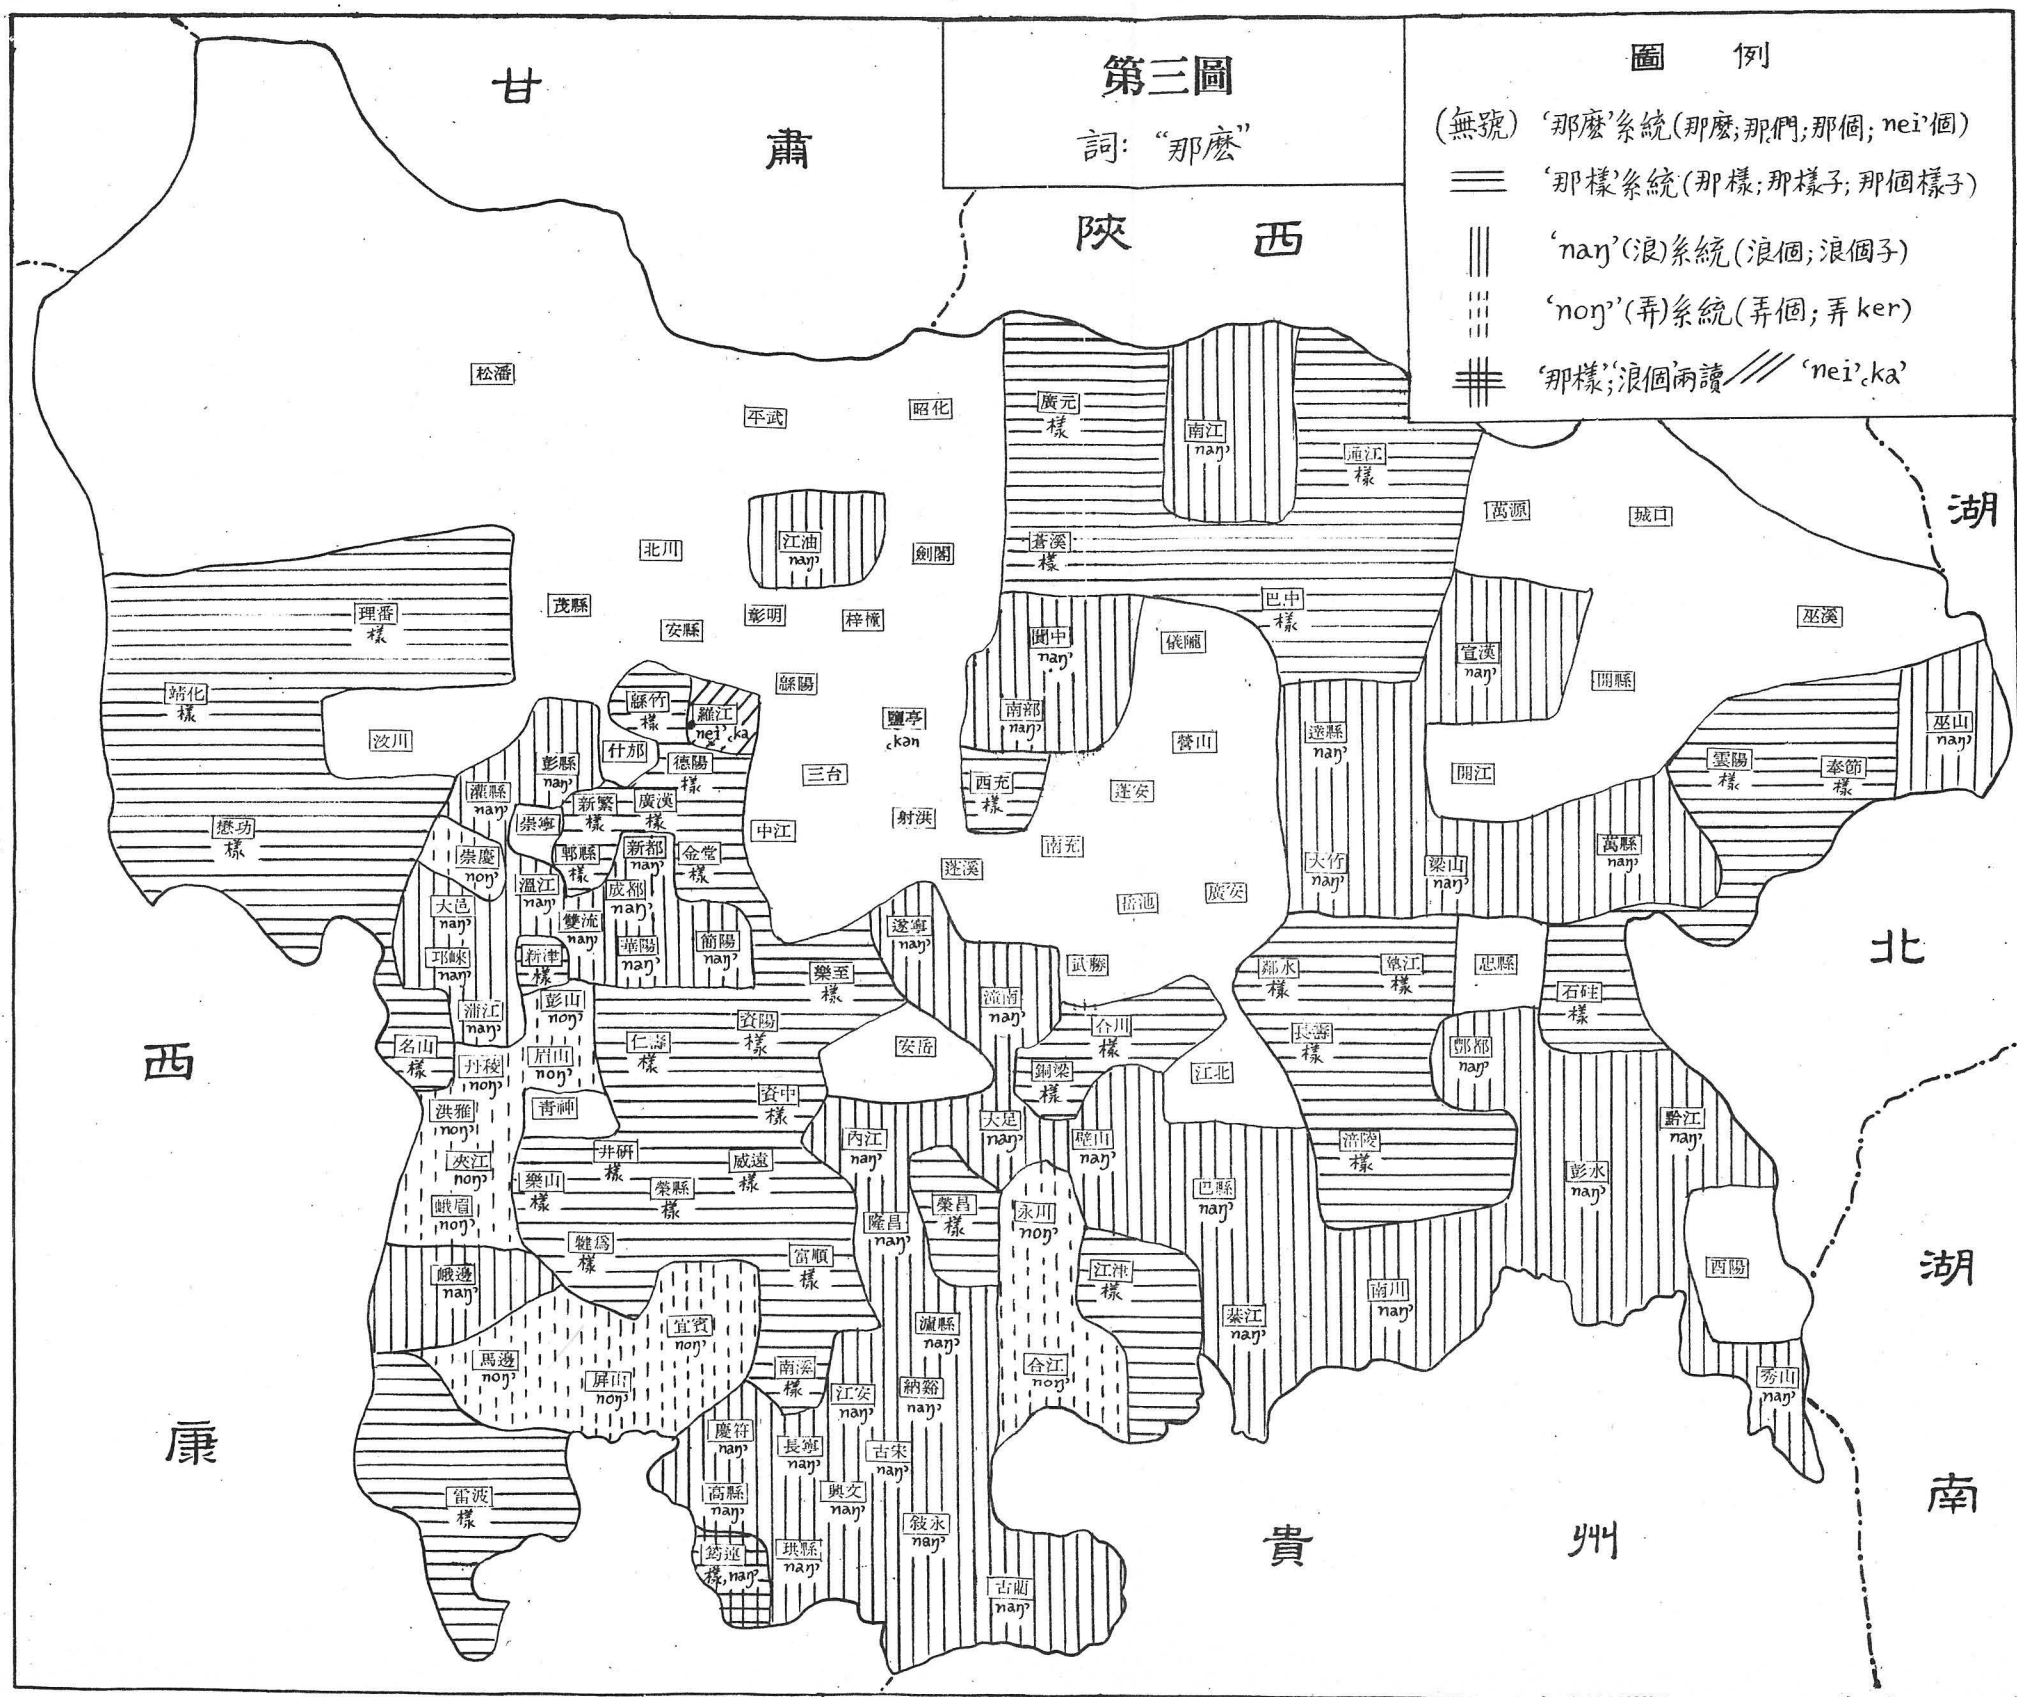 第三圖
詞：“那麼”
圖 例
(無號) ‘那麼’系統(那麼;那們;那個;nei’個)
‘那樣’系統(那樣;那樣子;那個樣子)
‘naŋ’(浪)系統(浪個;浪個子)
‘noŋ’’(弄)系統(弄個;弄ker)
‘那樣’;‘浪個’兩讀 ‘nei’꜀ka’
甘
肅
陝 西
湖
北
湖
南
貴 州
西
康
松潘
平武
昭化
廣元
樣
南江
naŋ’
通江
樣
萬源
城口
北川
江油
naŋ’
劍閣
蒼溪
樣
巴中
樣
巫溪
理番
樣
茂縣
安縣
彰明
梓橦
閬中
naŋ’
儀隴
宣漢
naŋ’
開縣
靖化
樣
汶川
緜竹
樣
羅江
nei’꜀ka
緜陽
鹽亭
꜀kən
南部
naŋ’
營山
達縣
naŋ’
開江
雲陽
樣
奉節
樣
巫山
naŋ’
什邡
德陽
樣
彭縣
naŋ’
灌縣
naŋ’
三台
西充
樣
蓬安
懋功
樣
崇寧
新繁
樣
廣漢
樣
中江
射洪
南充
崇慶
noŋ’
郫縣
樣
新都
naŋ’
金堂
樣
蓬溪
大竹
naŋ’
梁山
naŋ’
萬縣
naŋ’
大邑
naŋ’
溫江
naŋ’
成都
naŋ’
岳池
廣安
雙流
naŋ’
華陽
naŋ’
簡陽
naŋ’
遂寧
naŋ’
邛崍
naŋ’
新津
樣
樂至
樣
武勝
鄰水
樣
墊江
樣
忠縣
石砫
樣
蒲江
naŋ’
彭山
noŋ’
資陽
樣
潼南
naŋ’
合川
樣
名山
樣
丹稜
noŋ’
眉山
noŋ’
仁壽
樣
安岳
銅梁
樣
江北
長壽
樣
酆都
naŋ’
洪雅
noŋ’
青神
資中
樣
內江
naŋ’
大足
naŋ’
璧山
naŋ’
涪陵
樣
黔江
naŋ’
夾江
noŋ’
樂山
樣
井研
樣
威遠
樣
榮縣
樣
巴縣
naŋ’
彭水
naŋ’
峨眉
noŋ’
隆昌
naŋ’
榮昌
樣
永川
noŋ’
犍爲
樣
富順
樣
江津
樣
酉陽
峨邊
naŋ’
宜賓
noŋ’
瀘縣
naŋ’
綦江
naŋ’
南川
naŋ’
馬邊
noŋ’
屏山
noŋ’
南溪
樣
江安
naŋ’
納谿
naŋ’
合江
noŋ’
秀山
naŋ’
慶符
naŋ’
長寧
naŋ’
古宋
naŋ’
雷波
樣
高縣
naŋ’
興文
naŋ’
敍永
naŋ’
筠連
樣,naŋ’
珙縣
naŋ’
古藺
naŋ’